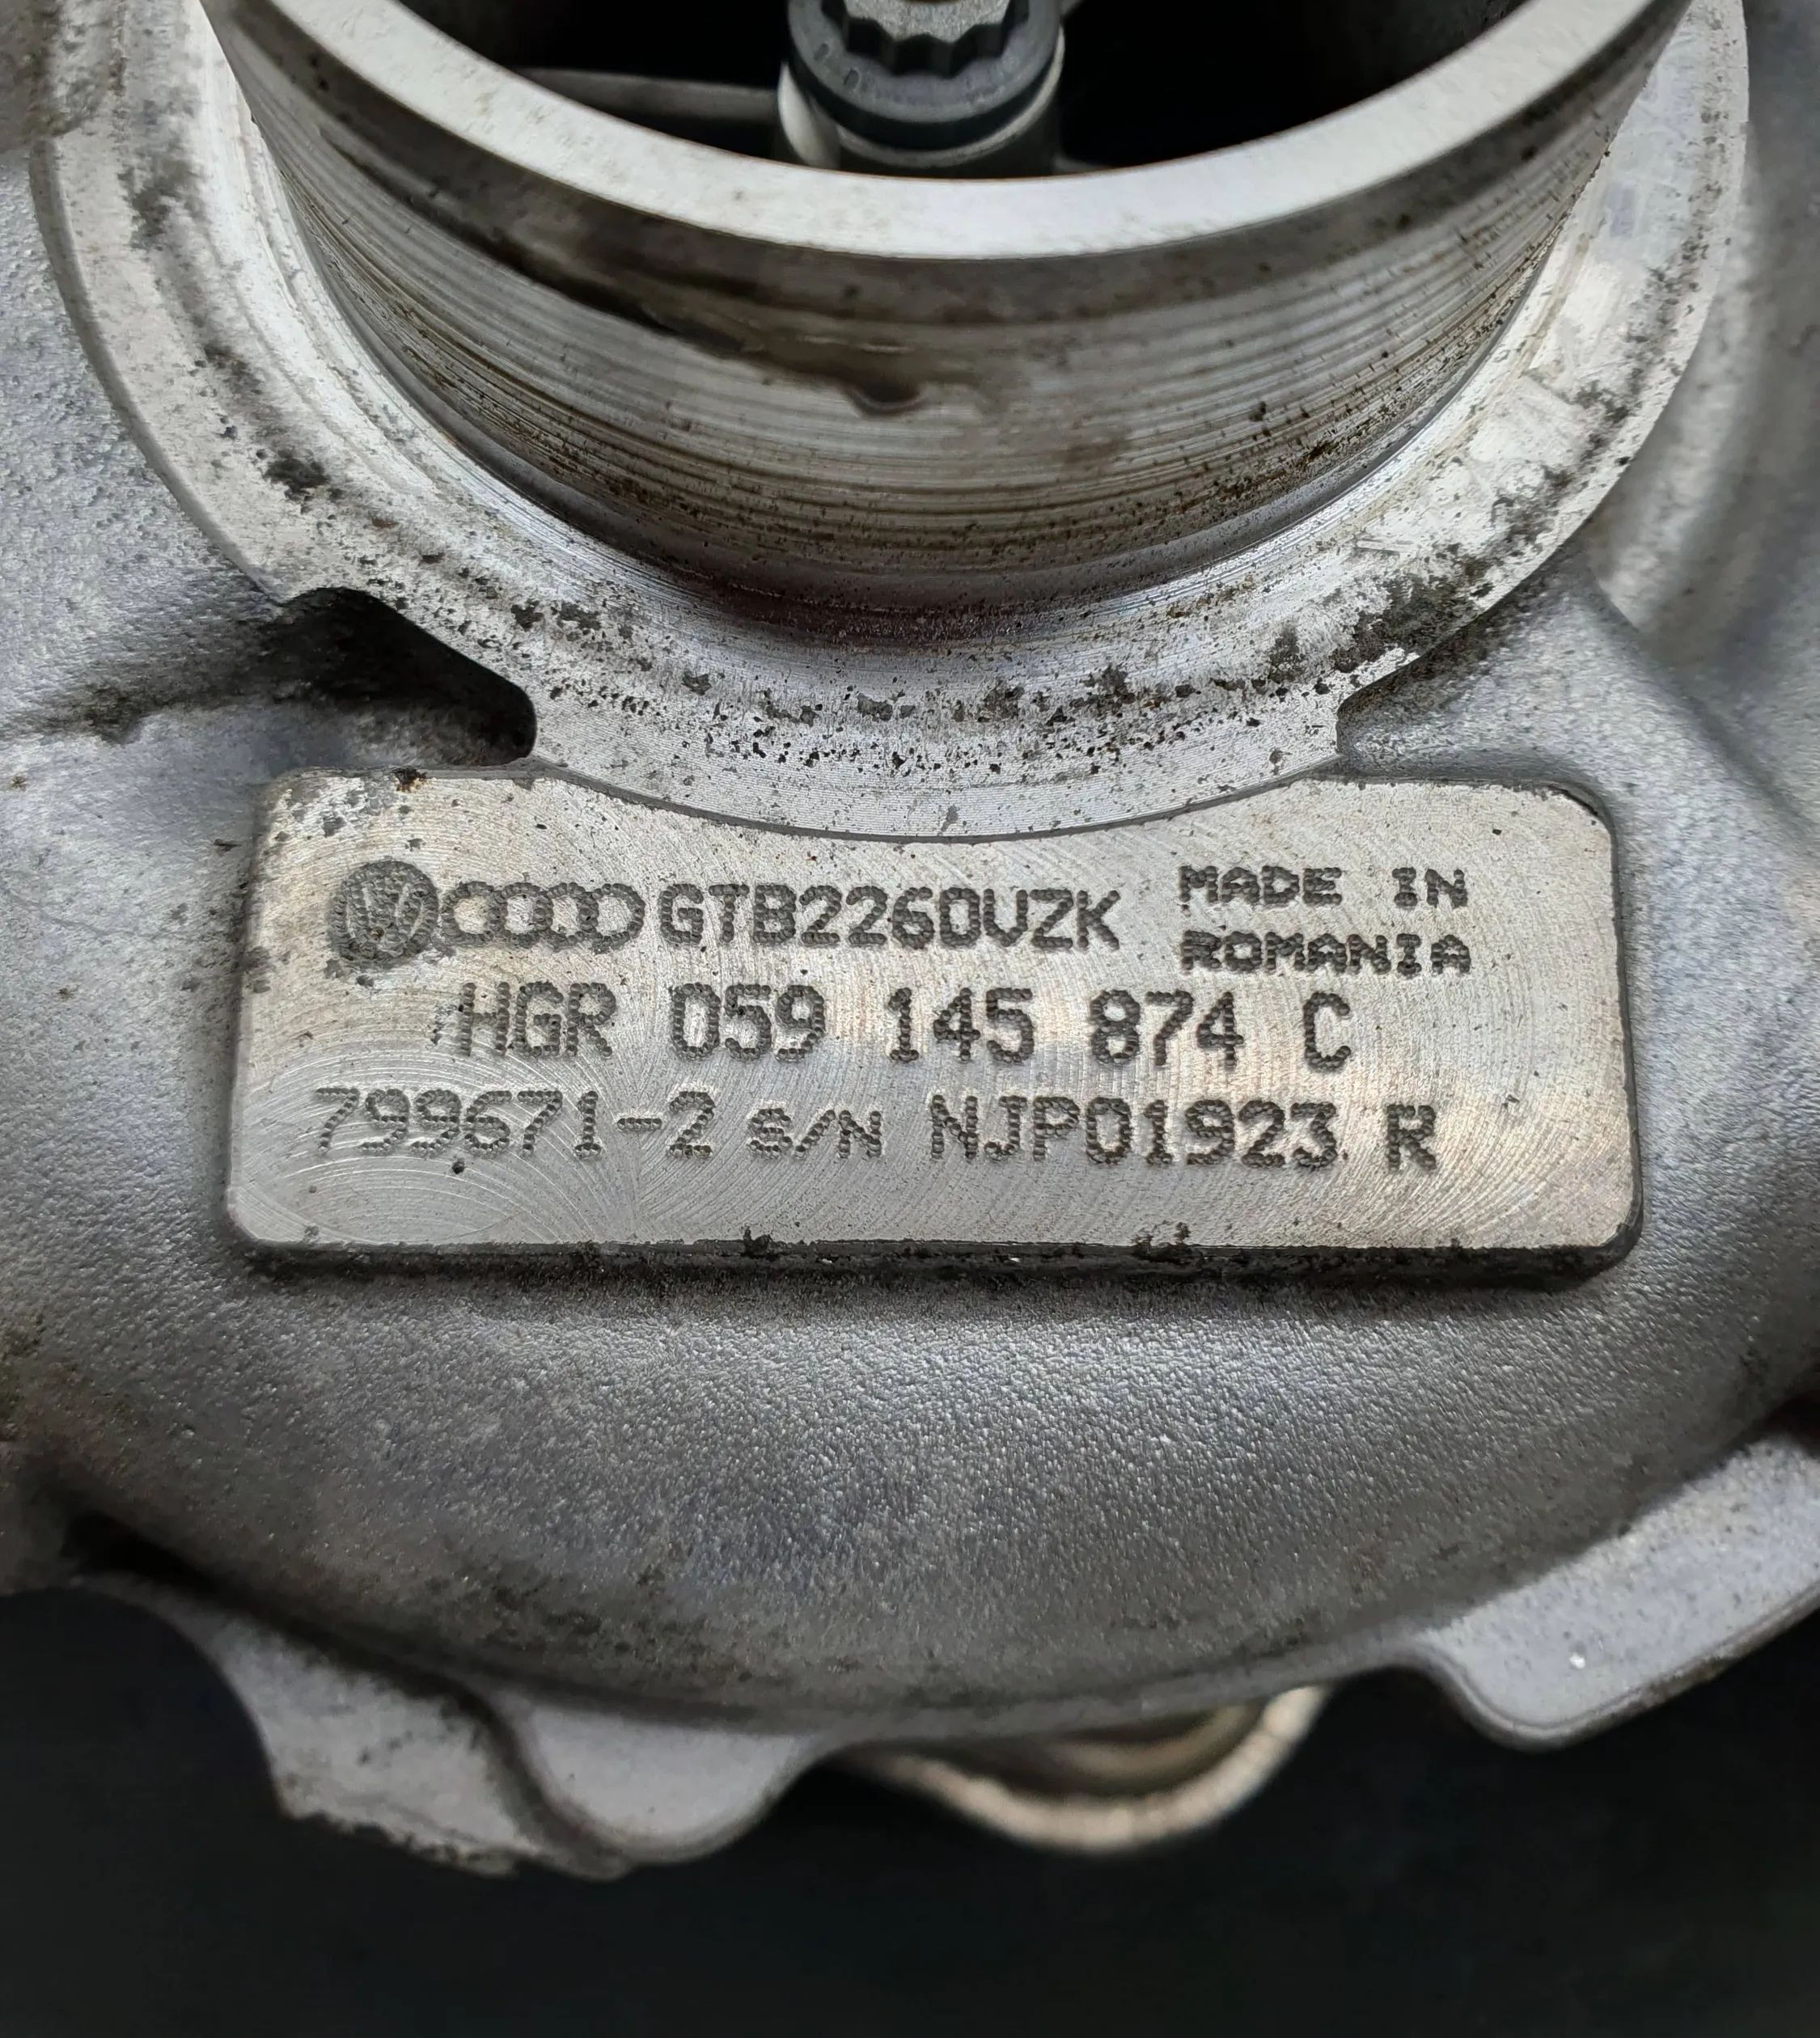 GTB2260VZK MADE IN
ROMANIA
HGR 059 145 874 C
799671-2 S/N NJP01923 R